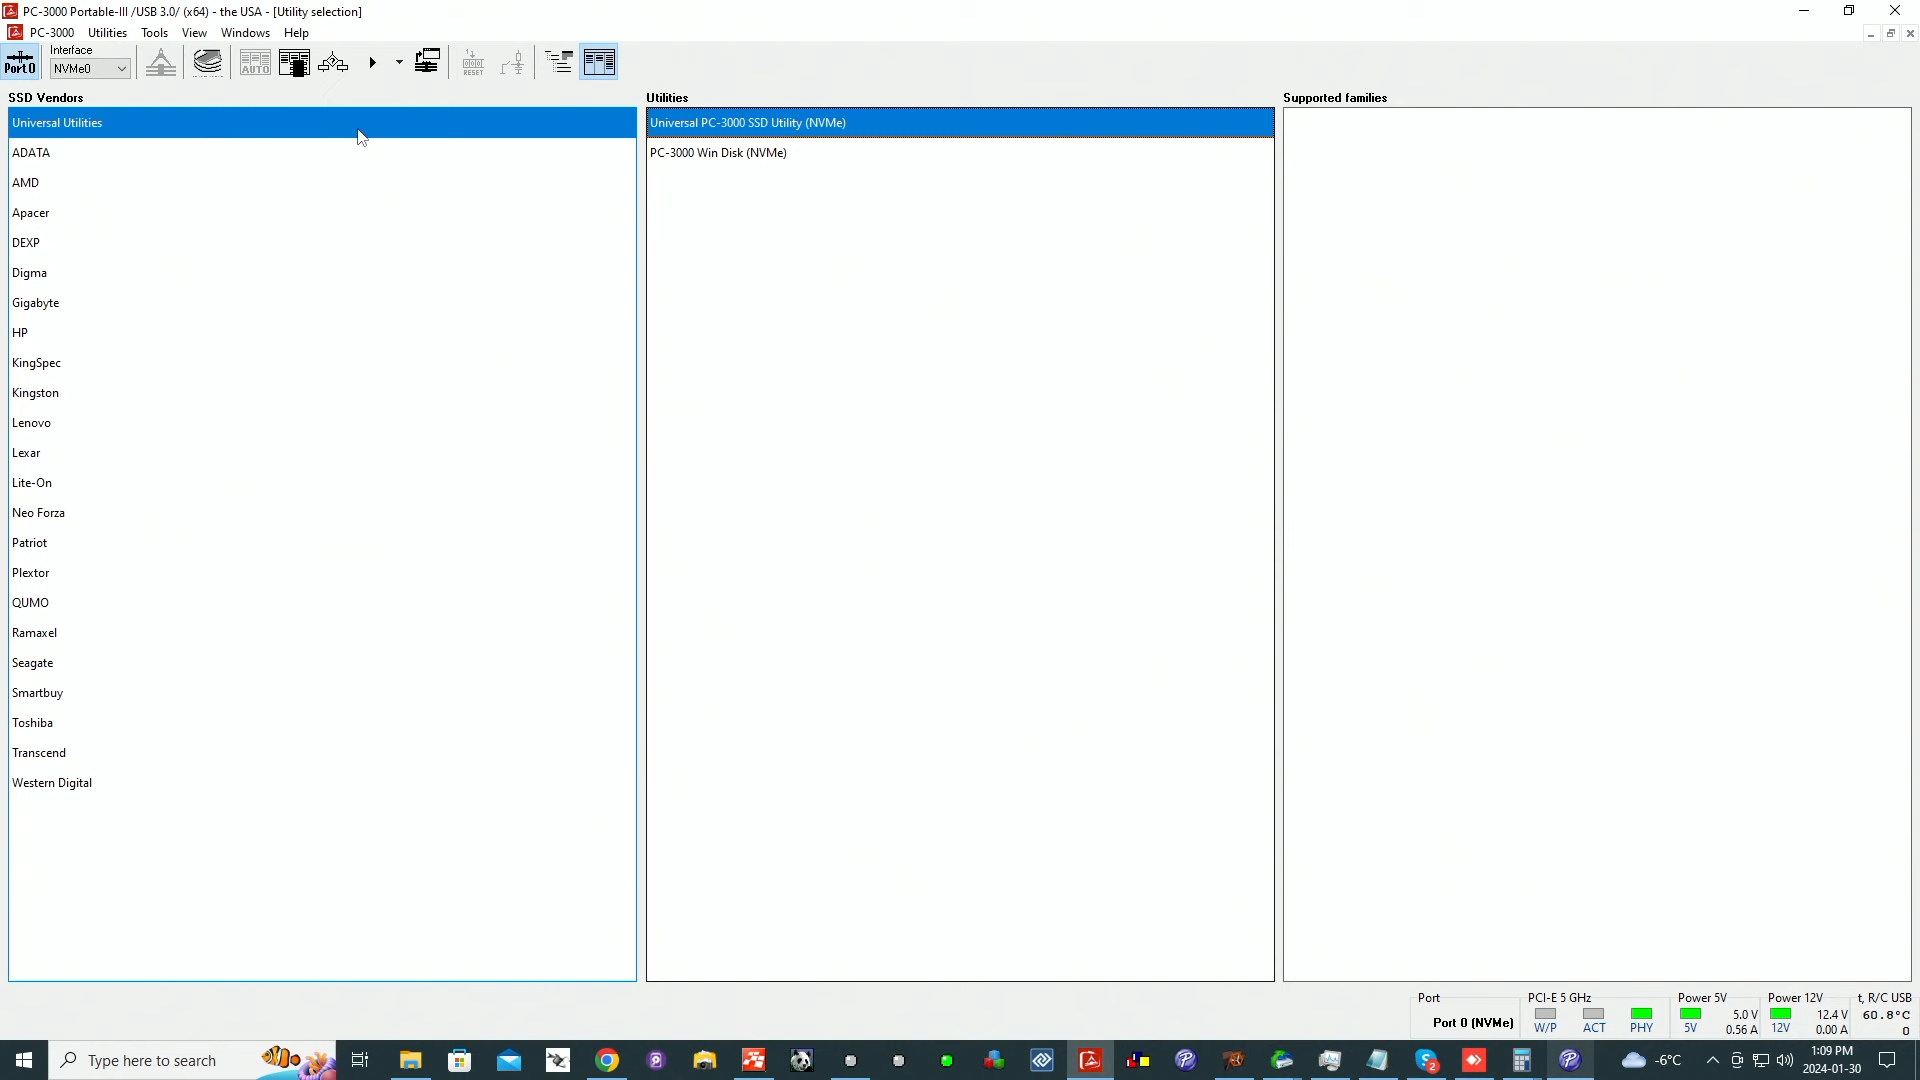 PC-3000 Portable-III /USB 3.0/ (x64) - the USA - [Utility selection]
PC-3000 Utilities Tools View Windows Help
Port0
Interface
NVMe0
AUTO
RESET
SSD Vendors
Universal Utilities
ADATA
AMD
Apacer
DEXP
Digma
Gigabyte
HP
KingSpec
Kingston
Lenovo
Lexar
Lite-On
Neo Forza
Patriot
Plextor
QUMO
Ramaxel
Seagate
Smartbuy
Toshiba
Transcend
Western Digital
Utilities
Universal PC-3000 SSD Utility (NVMe)
PC-3000 Win Disk (NVMe)
Supported families
Port
Port 0 (NVMe)
PCI-E 5 GHz
W/P ACT PHY
Power 5V
5.0 V
5V 0.56 A
Power 12V
12.4 V
12V 0.00 A
t, R/C USB
60.8°C
0
Type here to search
2
-6°C
1:09 PM
2024-01-30